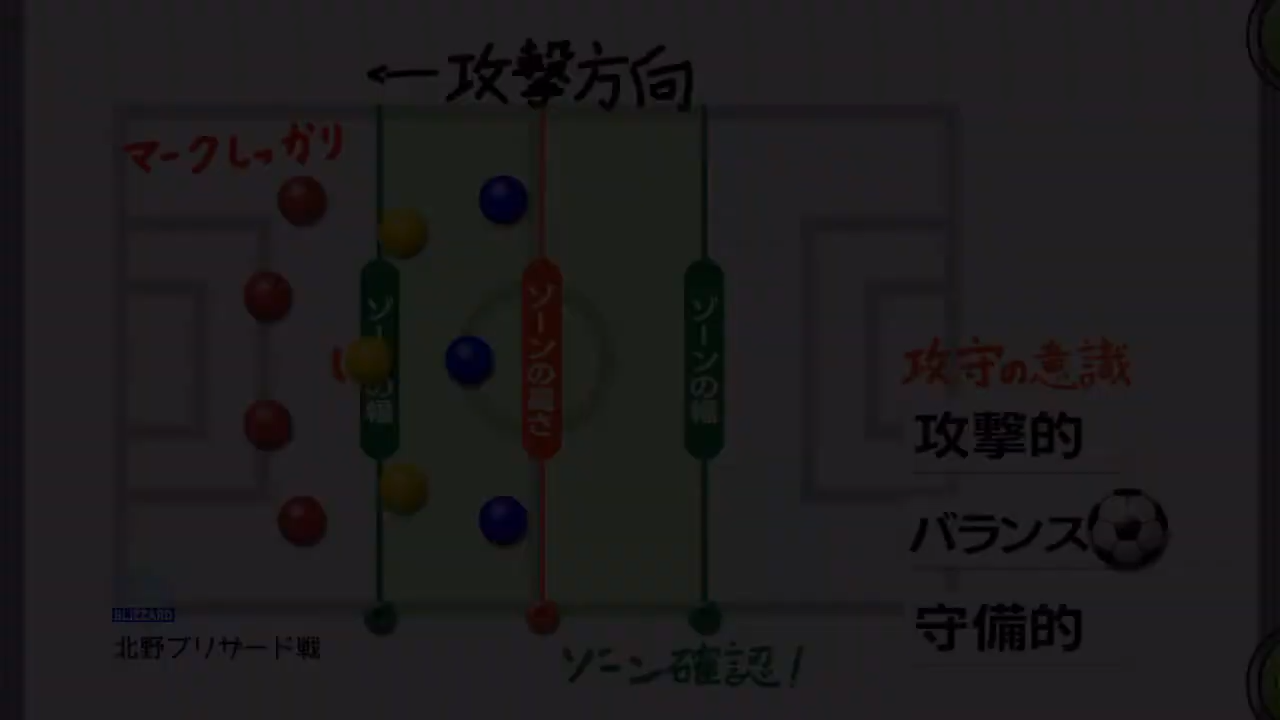 ←攻撃方向
マークしっかり
ゾーンの幅
ゾーンの高さ
ゾーンの幅
攻守の意識
攻撃的
バランス
守備的
BLIZZARD
北野ブリザード戦
ゾーン確認!